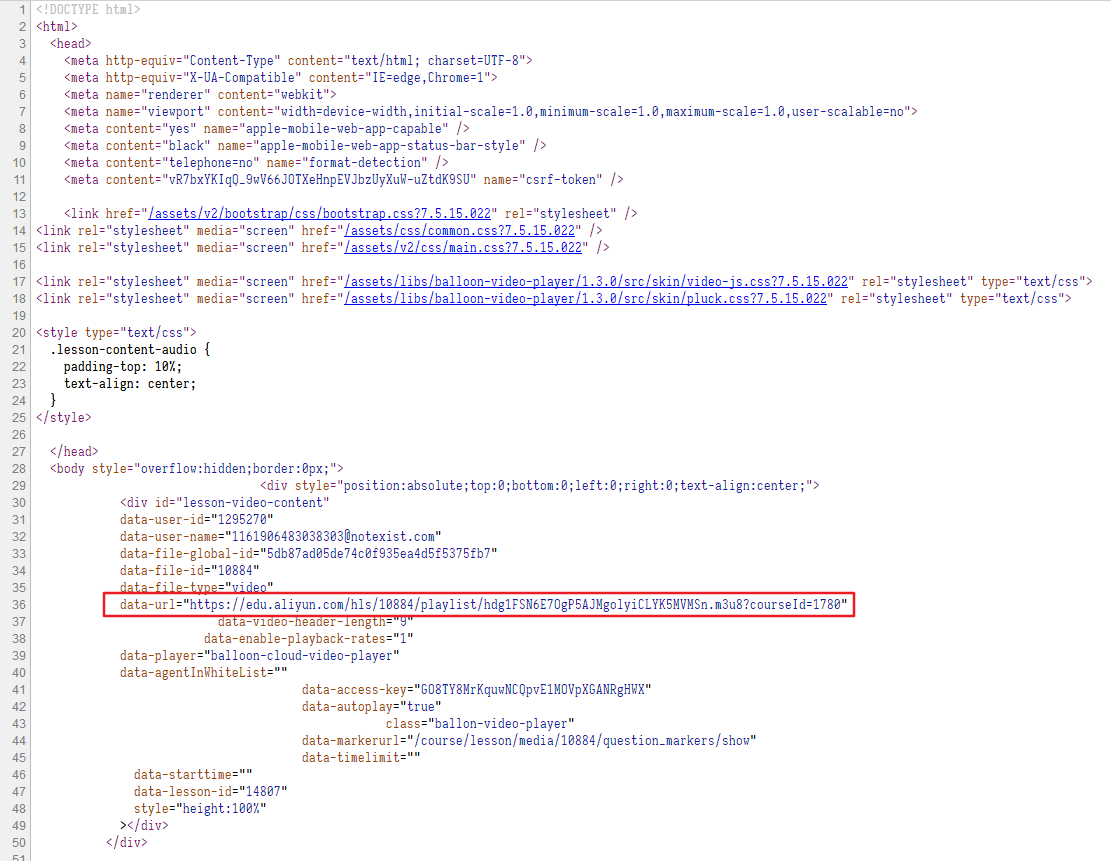 1 <!DOCTYPE html>
2 <html>
3 <head>
4 <meta http-equiv="Content-Type" content="text/html; charset=UTF-8">
5 <meta http-equiv="X-UA-Compatible" content="IE=edge,Chrome=1">
6 <meta name="renderer" content="webkit">
7 <meta name="viewport" content="width=device-width,initial-scale=1.0,minimum-scale=1.0,maximum-scale=1.0,user-scalable=no">
8 <meta content="yes" name="apple-mobile-web-app-capable" />
9 <meta content="black" name="apple-mobile-web-app-status-bar-style" />
10 <meta content="telephone=no" name="format-detection" />
11 <meta content="vR7bxYKIqQ_9wV66JOTXeHnpEVJbzUyXuW-uZtdK9SU" name="csrf-token" />
12
13 <link href="/assets/v2/bootstrap/css/bootstrap.css?7.5.15.022" rel="stylesheet" />
14 <link rel="stylesheet" media="screen" href="/assets/css/common.css?7.5.15.022" />
15 <link rel="stylesheet" media="screen" href="/assets/v2/css/main.css?7.5.15.022" />
16
17 <link rel="stylesheet" media="screen" href="/assets/libs/balloon-video-player/1.3.0/src/skin/video-js.css?7.5.15.022" rel="stylesheet" type="text/css">
18 <link rel="stylesheet" media="screen" href="/assets/libs/balloon-video-player/1.3.0/src/skin/pluck.css?7.5.15.022" rel="stylesheet" type="text/css">
19
20 <style type="text/css">
21 .lesson-content-audio {
22 padding-top: 10%;
23 text-align: center;
24 }
25 </style>
26
27 </head>
28 <body style="overflow:hidden;border:0px;">
29 <div style="position:absolute;top:0;bottom:0;left:0;right:0;text-align:center;">
30 <div id="lesson-video-content"
31 data-user-id="1295270"
32 data-user-name="1161906483038303@notexist.com"
33 data-file-global-id="5db87ad05de74c0f935ea4d5f5375fb7"
34 data-file-id="10884"
35 data-file-type="video"
36 data-url="https://edu.aliyun.com/hls/10884/playlist/hdg1FSN6E7OgP5AJMgolyiCLYK5MVMSn.m3u8?courseId=1780"
37 data-video-header-length="9"
38 data-enable-playback-rates="1"
39 data-player="balloon-cloud-video-player"
40 data-agentInWhiteList=""
41 data-access-key="GO8TY8MrKquwNCQpvE1MOVpXGANRgHWX"
42 data-autoplay="true"
43 class="ballon-video-player"
44 data-markerurl="/course/lesson/media/10884/question_markers/show"
45 data-timelimit=""
46 data-starttime=""
47 data-lesson-id="14807"
48 style="height:100%"
49 ></div>
50 </div>
51